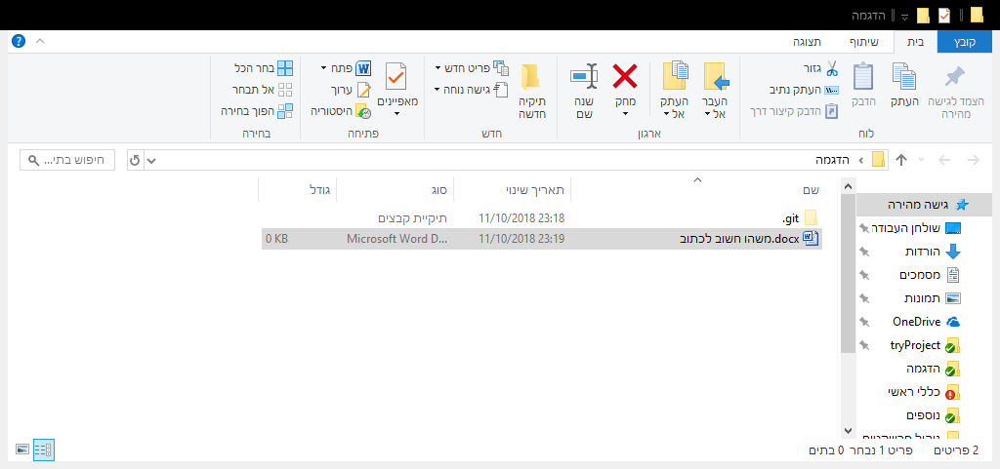 הדגמה
קובץ
בית
שיתוף
תצוגה
הצמד לגישה מהירה
העתק
הדבק
גזור
העתק נתיב
הדבק קיצור דרך
לוח
העבר אל
העתק אל
מחק
שנה שם
ארגון
תיקיה חדשה
פריט חדש
גישה נוחה
חדש
מאפיינים
פתח
ערוך
היסטוריה
פתיחה
בחר הכל
אל תבחר
הפוך בחירה
בחירה
הדגמה
חיפוש בתי...
שם
תאריך שינוי
סוג
גודל
.git
11/10/2018 23:18
תיקיית קבצים
משהו חשוב לכתוב.docx
11/10/2018 23:19
Microsoft Word D...
0 KB
גישה מהירה
שולחן העבודה
הורדות
מסמכים
תמונות
OneDrive
tryProject
הדגמה
כללי ראשי
נוספים
2 פריטים
פריט 1 נבחר 0 בתים